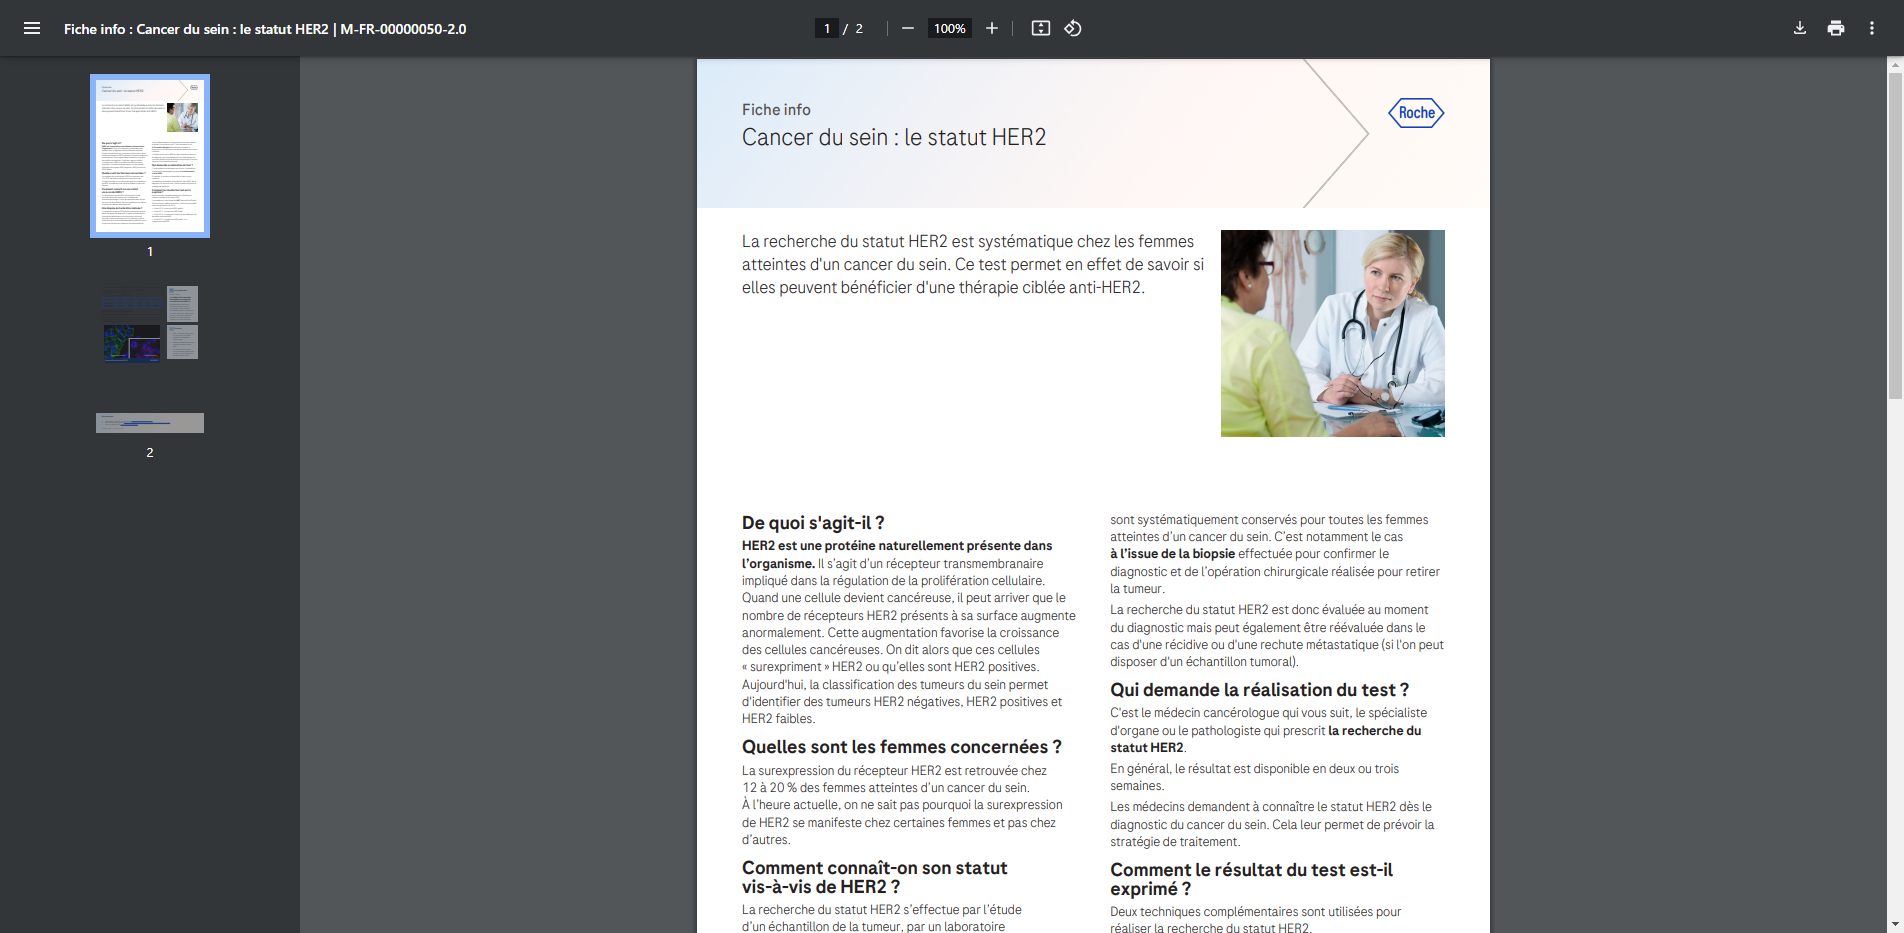 Fiche info : Cancer du sein : le statut HER2 | M-FR-00000050-2.0
1 / 2
100%
1
2
Fiche info
Cancer du sein : le statut HER2
Roche
La recherche du statut HER2 est systématique chez les femmes
atteintes d'un cancer du sein. Ce test permet en effet de savoir si
elles peuvent bénéficier d'une thérapie ciblée anti-HER2.
De quoi s'agit-il ?
HER2 est une protéine naturellement présente dans
l’organisme. Il s’agit d’un récepteur transmembranaire
impliqué dans la régulation de la prolifération cellulaire.
Quand une cellule devient cancéreuse, il peut arriver que le
nombre de récepteurs HER2 présents à sa surface augmente
anormalement. Cette augmentation favorise la croissance
des cellules cancéreuses. On dit alors que ces cellules
« surexpriment » HER2 ou qu’elles sont HER2 positives.
Aujourd'hui, la classification des tumeurs du sein permet
d'identifier des tumeurs HER2 négatives, HER2 positives et
HER2 faibles.
Quelles sont les femmes concernées ?
La surexpression du récepteur HER2 est retrouvée chez
12 à 20 % des femmes atteintes d’un cancer du sein.
À l’heure actuelle, on ne sait pas pourquoi la surexpression
de HER2 se manifeste chez certaines femmes et pas chez
d’autres.
Comment connaît-on son statut
vis-à-vis de HER2 ?
La recherche du statut HER2 s’effectue par l’étude
d’un échantillon de la tumeur, par un laboratoire
sont systématiquement conservés pour toutes les femmes
atteintes d’un cancer du sein. C’est notamment le cas
à l’issue de la biopsie effectuée pour confirmer le
diagnostic et de l’opération chirurgicale réalisée pour retirer
la tumeur.
La recherche du statut HER2 est donc évaluée au moment
du diagnostic mais peut également être réévaluée dans le
cas d'une récidive ou d'une rechute métastatique (si l'on peut
disposer d'un échantillon tumoral).
Qui demande la réalisation du test ?
C'est le médecin cancérologue qui vous suit, le spécialiste
d'organe ou le pathologiste qui prescrit la recherche du
statut HER2.
En général, le résultat est disponible en deux ou trois
semaines.
Les médecins demandent à connaître le statut HER2 dès le
diagnostic du cancer du sein. Cela leur permet de prévoir la
stratégie de traitement.
Comment le résultat du test est-il
exprimé ?
Deux techniques complémentaires sont utilisées pour
réaliser la recherche du statut HER2.